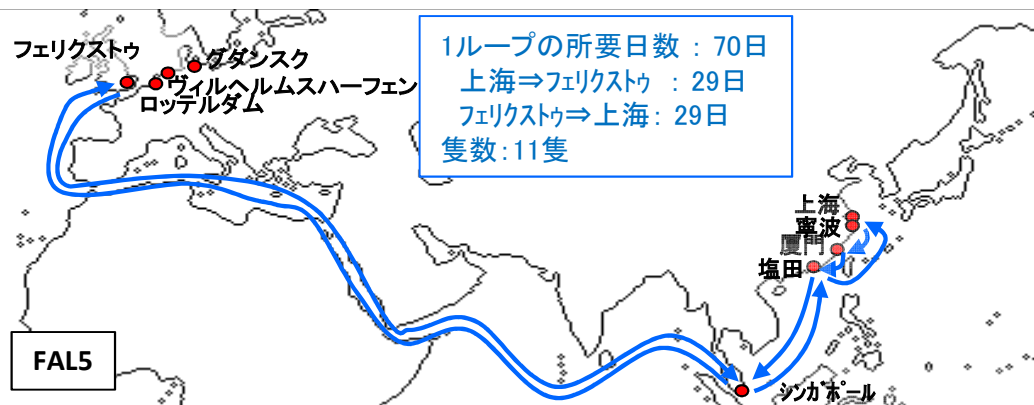 フェリクストゥ
グダンスク
ヴィルヘルムスハーフェン
ロッテルダム
1ループの所要日数 : 70日
上海⇒フェリクストゥ : 29日
フェリクストゥ⇒上海: 29日
隻数:11隻
上海
寧波
厦門
塩田
シンガポール
FAL5